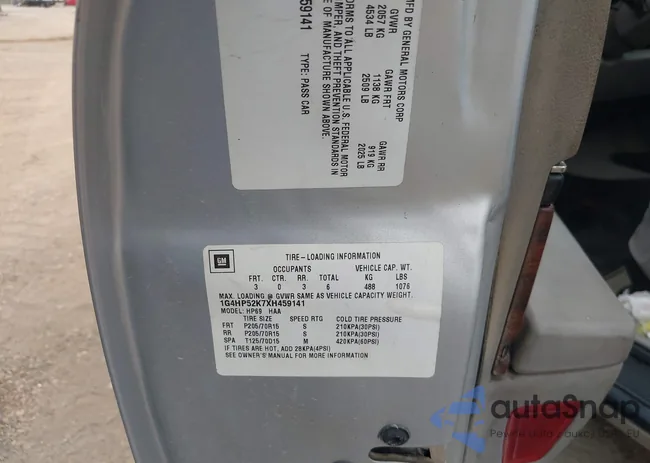 MFD BY GENERAL MOTORS CORP
GVWR GAWR FRT GAWR RR
2057 KG 1138 KG 919 KG
4534 LB 2509 LB 2025 LB
ORMS TO ALL APPLICABLE U.S. FEDERAL MOTOR
MPER, AND THEFT PREVENTION STANDARDS IN
E OF MANUFACTURE SHOWN ABOVE.
59141 TYPE: PASS CAR
GM
TIRE-LOADING INFORMATION
OCCUPANTS VEHICLE CAP. WT.
FRT. CTR. RR. TOTAL KG LBS
3 0 3 6 488 1076
MAX. LOADING @ GVWR SAME AS VEHICLE CAPACITY WEIGHT.
1G4HP52K7XH459141
MODEL: HP69 HAA
TIRE SIZE SPEED RTG COLD TIRE PRESSURE
FRT P205/70R15 S 210KPA(30PSI)
RR P205/70R15 S 210KPA(30PSI)
SPA T125/70D15 M 420KPA(60PSI)
IF TIRES ARE HOT, ADD 28KPA(4PSI)
SEE OWNER'S MANUAL FOR MORE INFORMATION
autoSnap